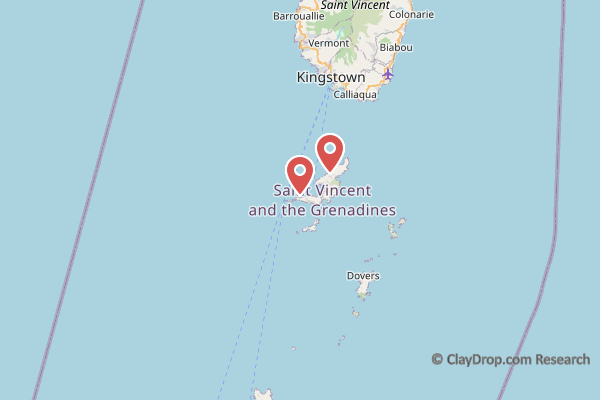 Saint Vincent
Barrouallie
Colonarie
Vermont
Biabou
Kingstown
Calliaqua
Saint Vincent
and the Grenadines
Dovers
© ClayDrop.com Research